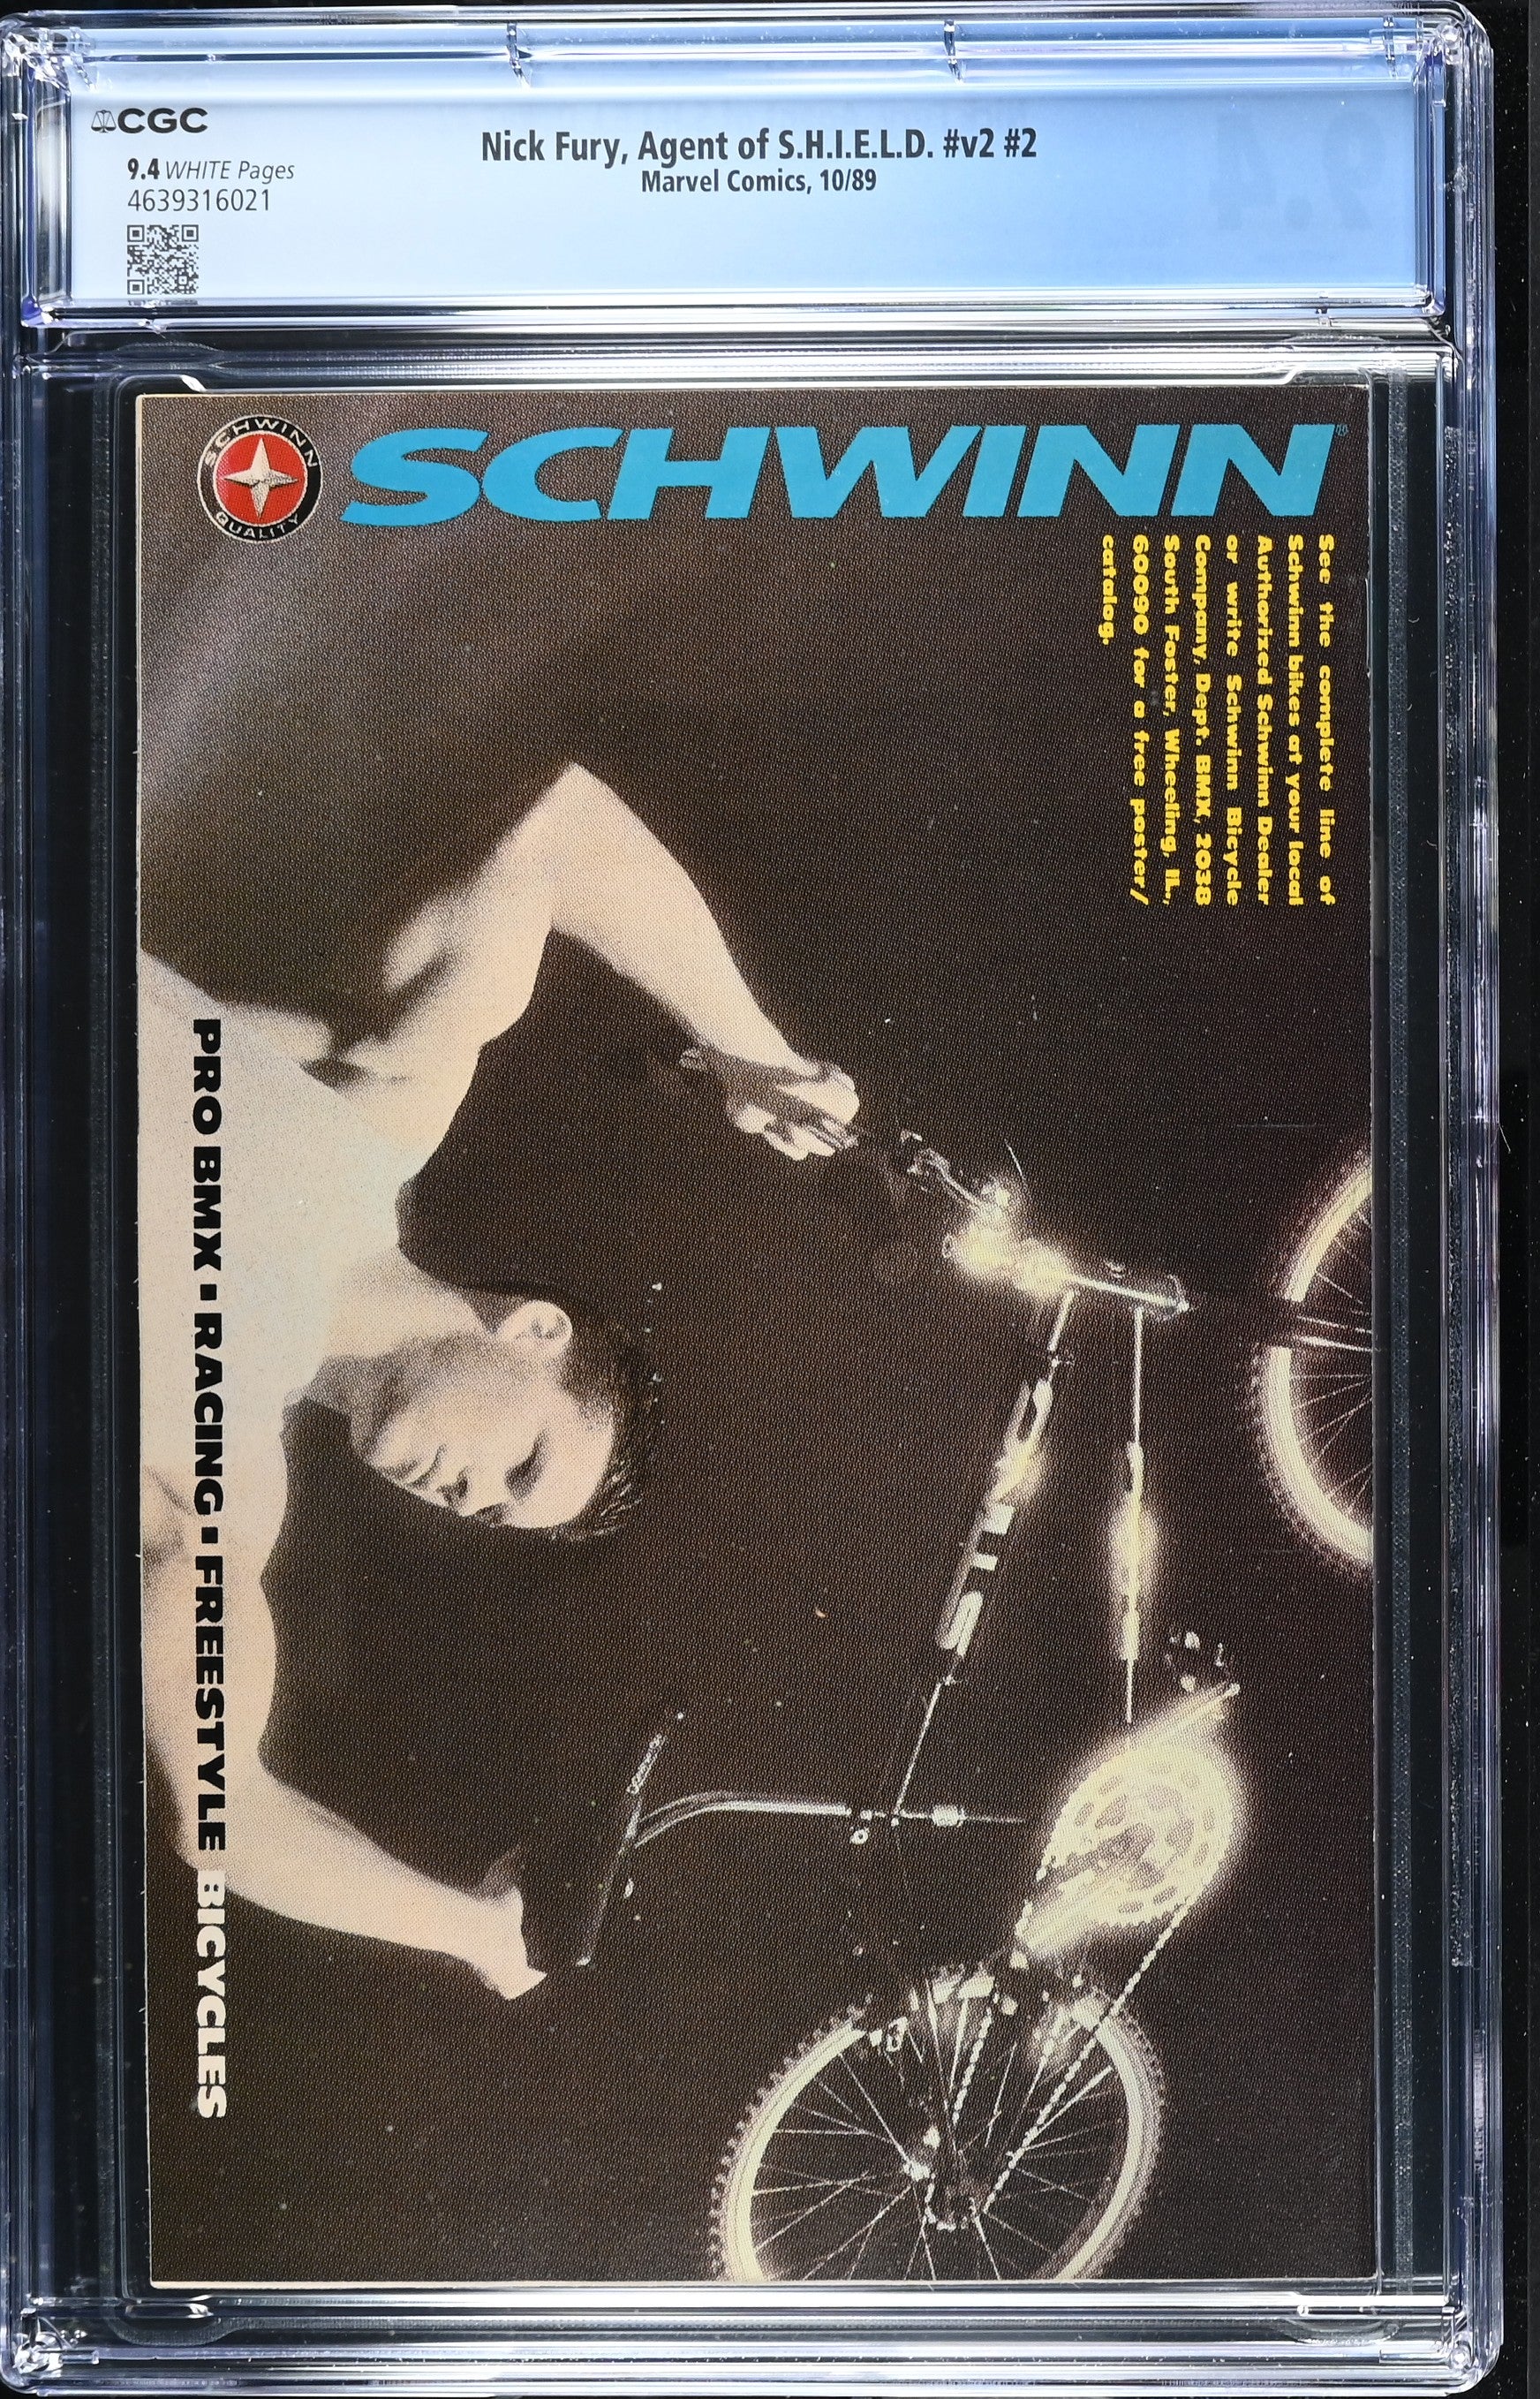 CGC
9.4 WHITE Pages
4639316021
Nick Fury, Agent of S.H.I.E.L.D. #v2 #2
Marvel Comics, 10/89
SCHWINN
QUALITY
SCHWINN®
See the complete line of
Schwinn bikes at your local
Authorized Schwinn Dealer
or write Schwinn Bicycle
Company, Dept. BMX, 2038
South Foster, Wheeling, IL,
60090 for a free poster/
catalog.
PRO BMX ▪ RACING ▪ FREESTYLE BICYCLES
9.4